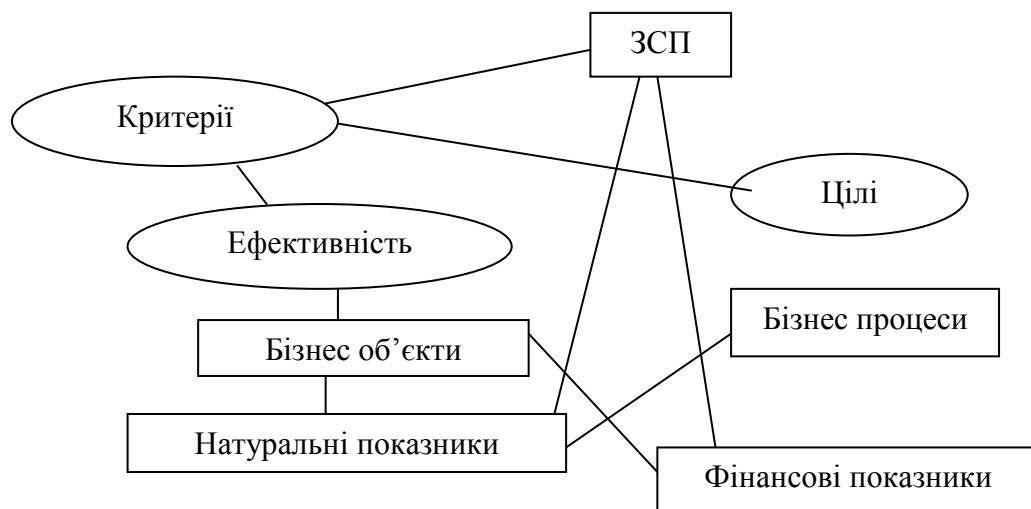 ЗСП
Критерії
Цілі
Ефективність
Бізнес процеси
Бізнес об’єкти
Натуральні показники
Фінансові показники